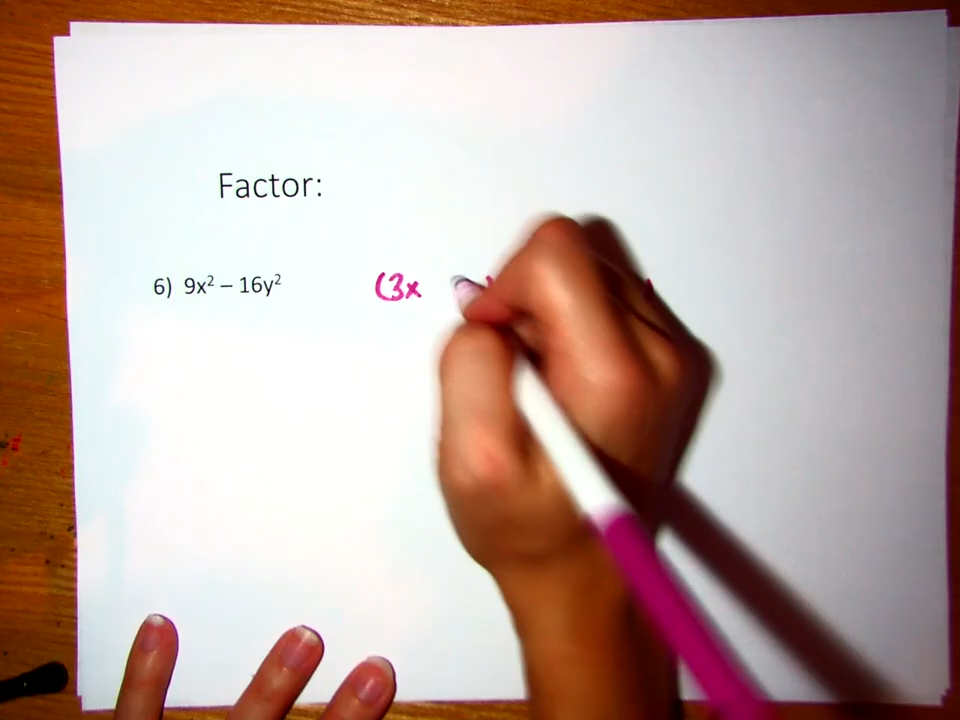 Factor:
6) 9x² – 16y² (3x